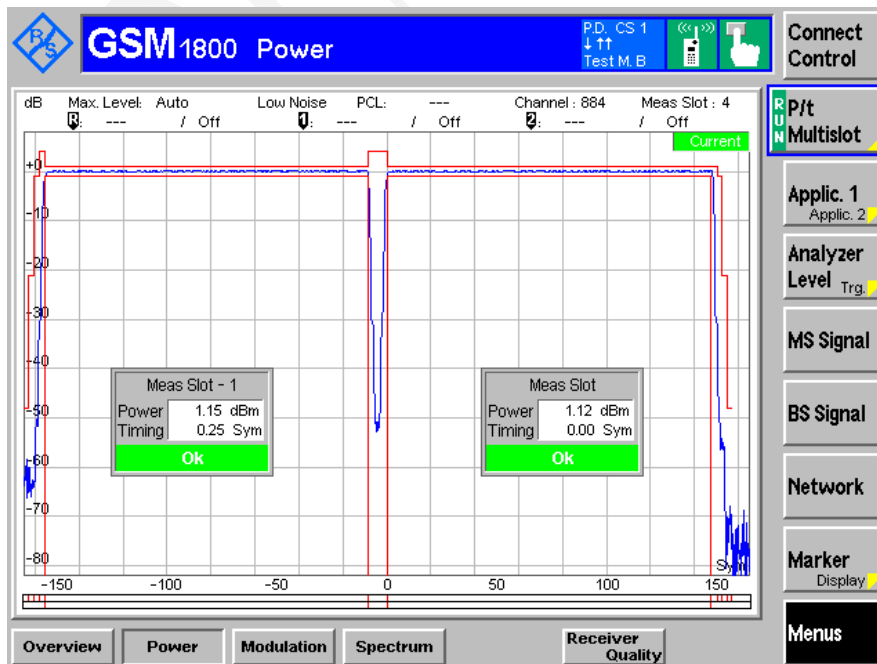 R/S
GSM1800 Power
P.D. CS 1
↓ ↑↑
Test M. B
Connect Control
dB Max. Level: Auto Low Noise PCL: --- Channel : 884 Meas Slot : 4
R: --- / Off 1: --- / Off 2: --- / Off
Current
RUN
P/t Multislot
Applic. 1
Applic. 2
Analyzer Level Trg.
MS Signal
BS Signal
Network
Marker
Display
Menus
+0
-10
-20
-30
-40
-50
-60
-70
-80
Meas Slot - 1
Power 1.15 dBm
Timing 0.25 Sym
Ok
Meas Slot
Power 1.12 dBm
Timing 0.00 Sym
Ok
-150 -100 -50 0 50 100 150
Overview Power Modulation Spectrum Receiver Quality